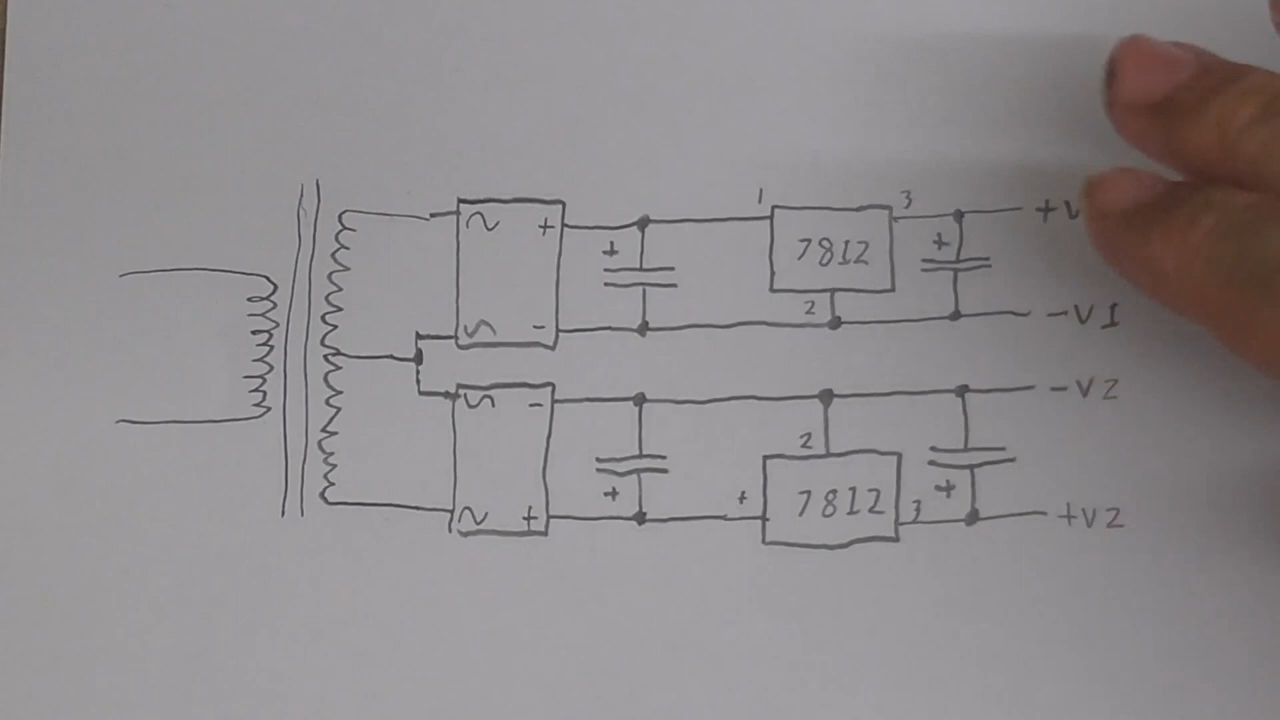 ~ + + 1 7812 3 + +V
~ - 2 -V1
~ - 2 -V2
~ + + + 7812 3 + +V2